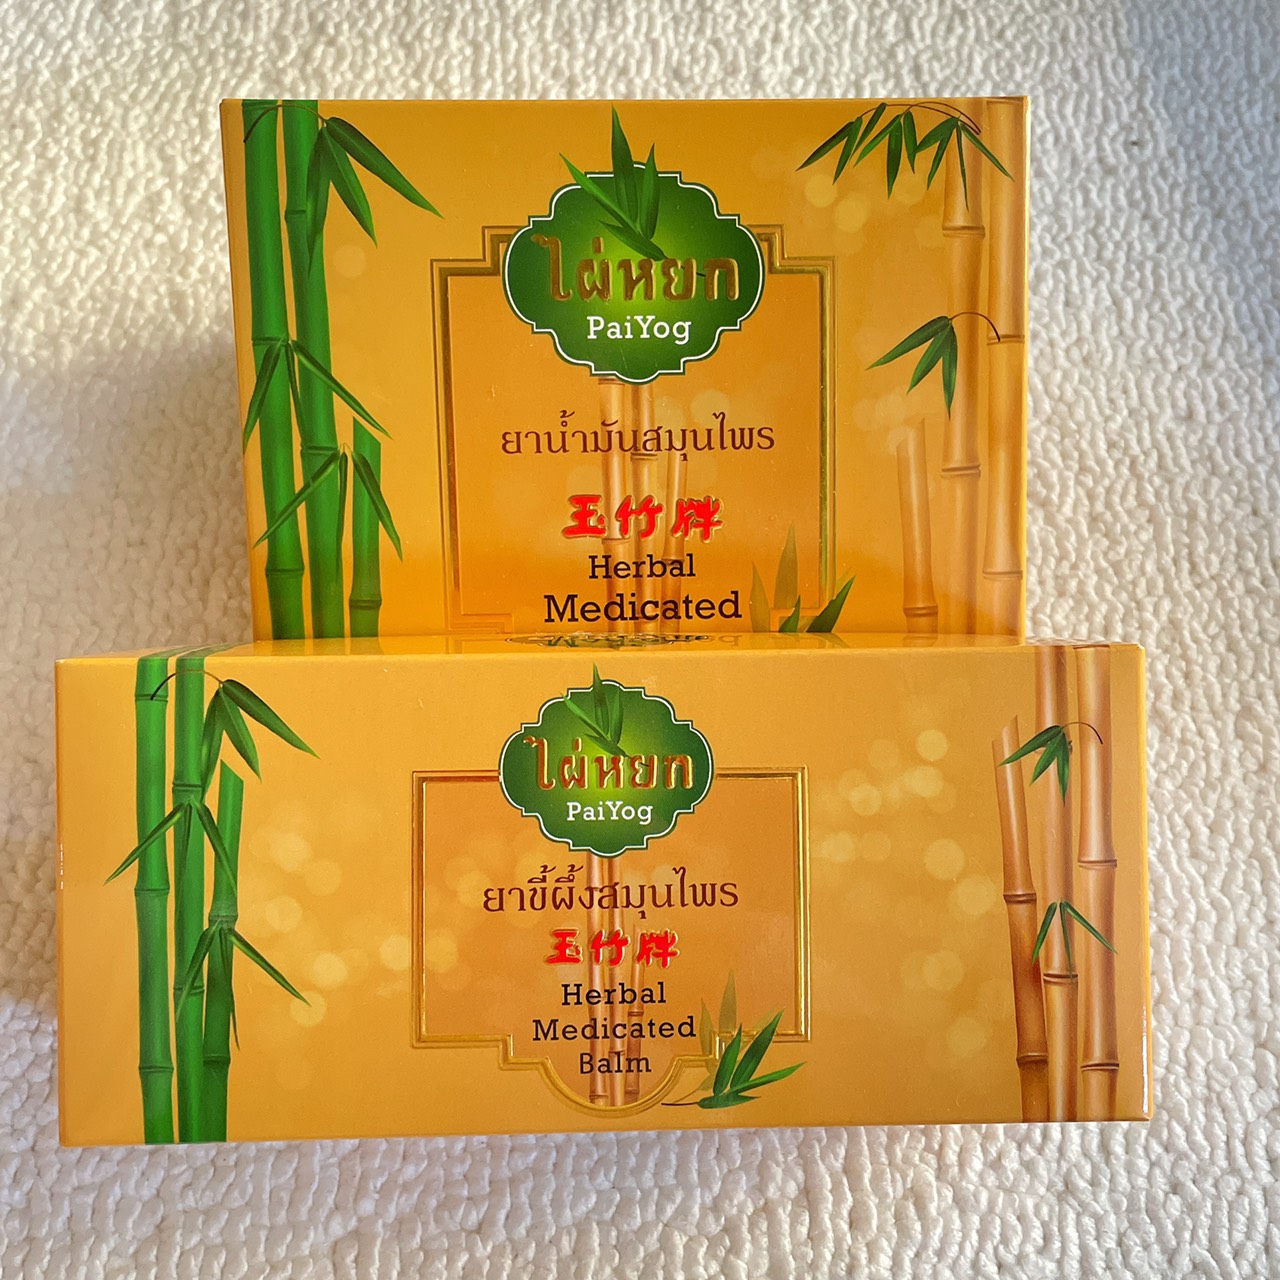 ไผ่หยก
PaiYog
ยาน้ำมันสมุนไพร
玉竹牌
Herbal
Medicated
ไผ่หยก
PaiYog
ยาขี้ผึ้งสมุนไพร
玉竹牌
Herbal
Medicated
Balm